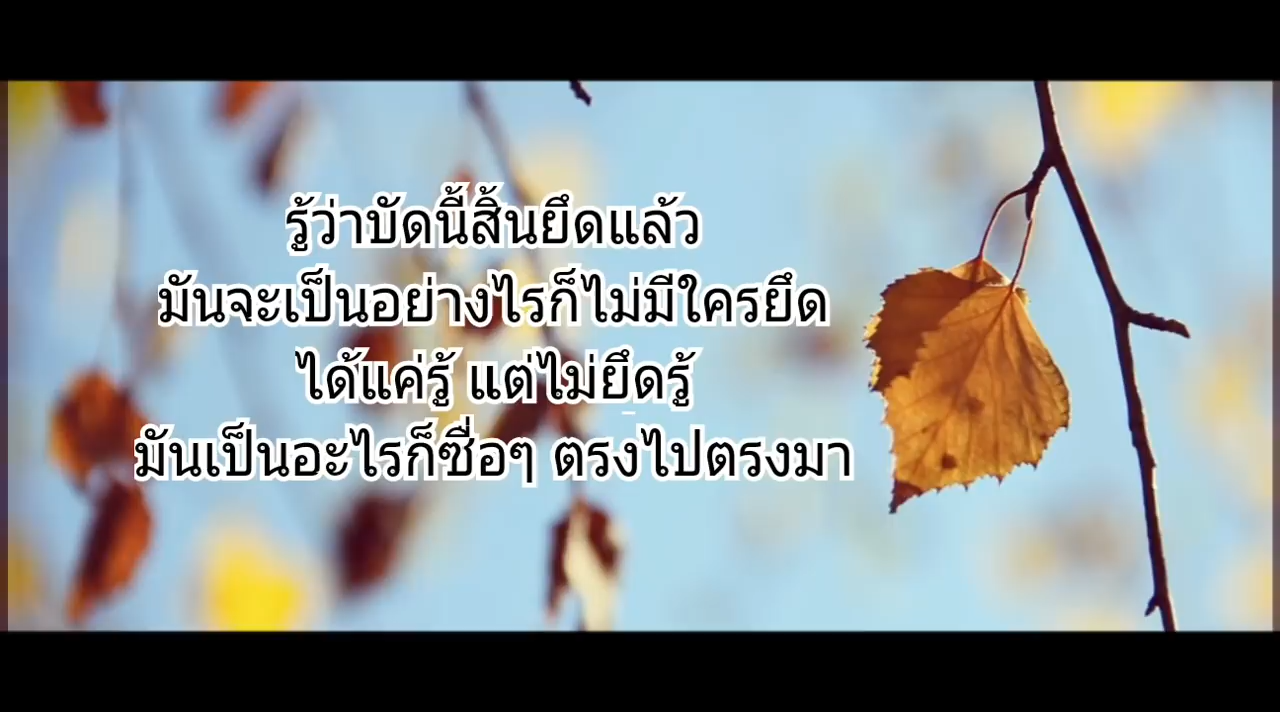 รู้ว่าบัดนี้สิ้นยึดแล้ว
มันจะเป็นอย่างไรก็ไม่มีใครยึด
ได้แค่รู้ แต่ไม่ยึดรู้
มันเป็นอะไรก็ซื่อๆ ตรงไปตรงมา